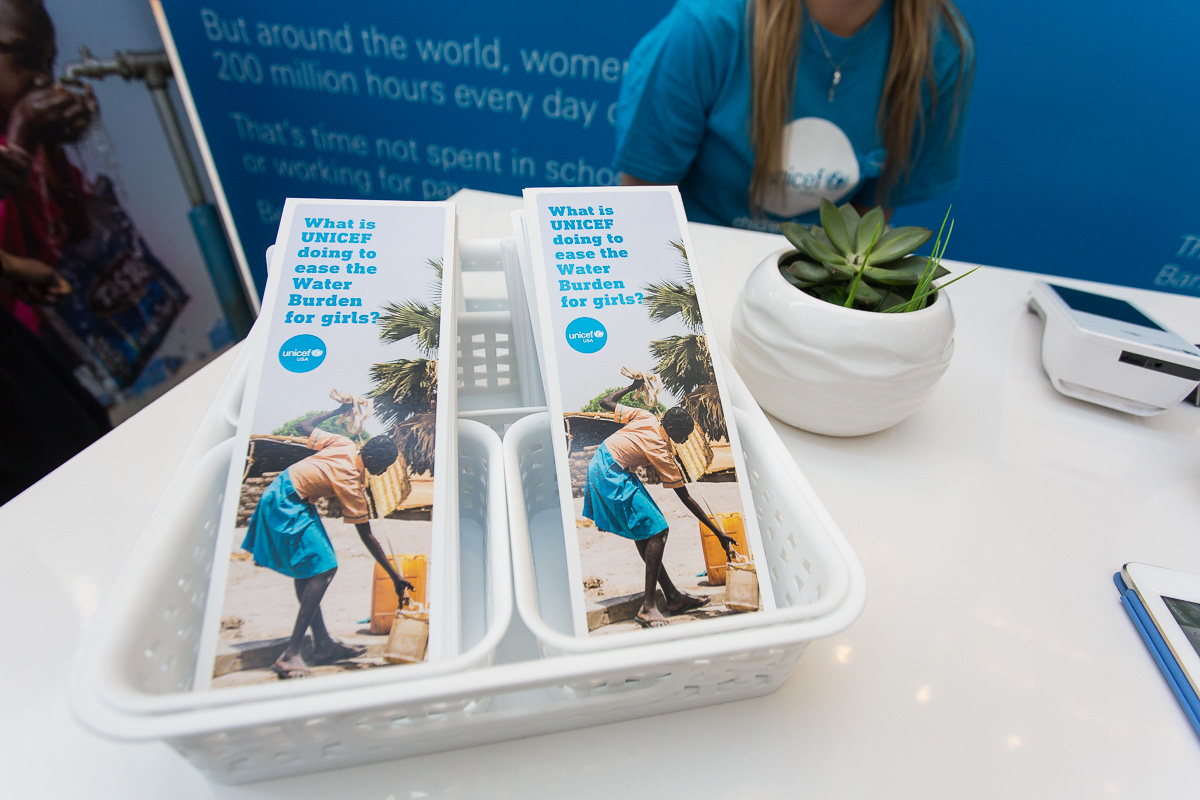 But around the world, women
200 million hours every day
That's time not spent in schoo
or working for pay
What is
UNICEF
doing to
ease the
Water
Burden
for girls?
unicef
USA
What is
UNICEF
doing to
ease the
Water
Burden
for girls?
unicef
USA
unicef